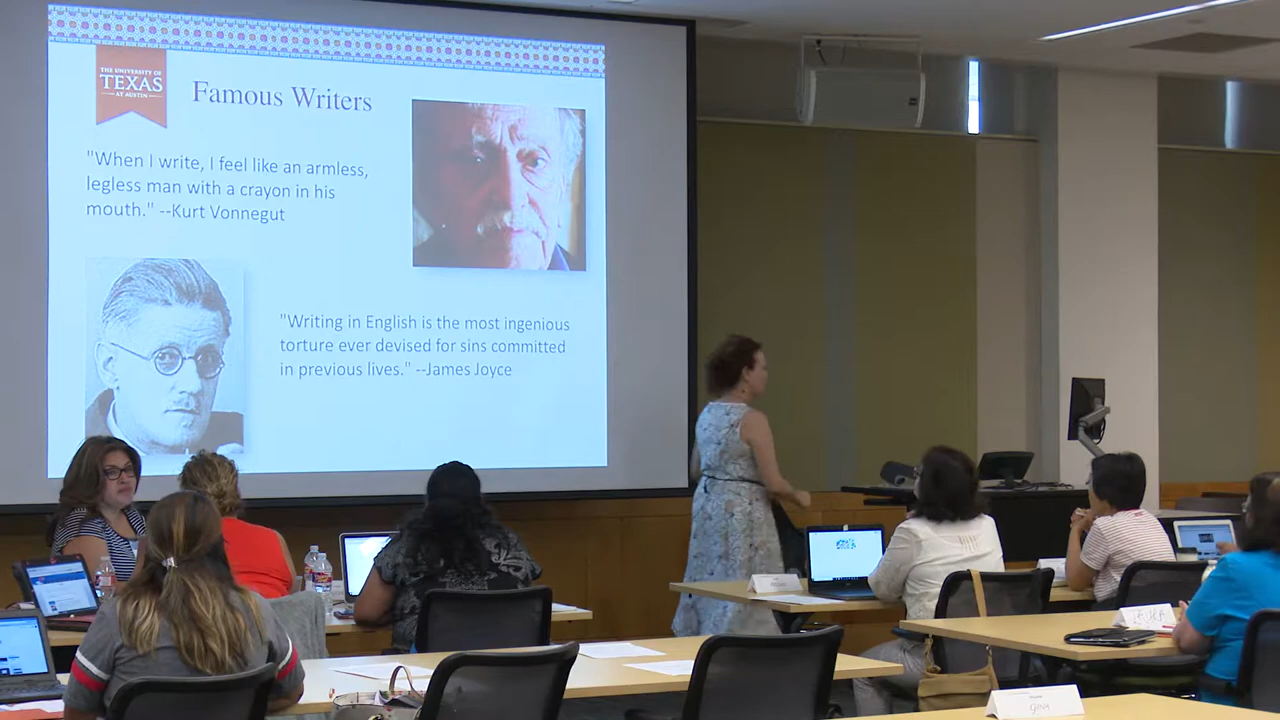 THE UNIVERSITY OF
TEXAS
AT AUSTIN
Famous Writers
"When I write, I feel like an armless,
legless man with a crayon in his
mouth." --Kurt Vonnegut
"Writing in English is the most ingenious
torture ever devised for sins committed
in previous lives." --James Joyce
LAURA
GINA